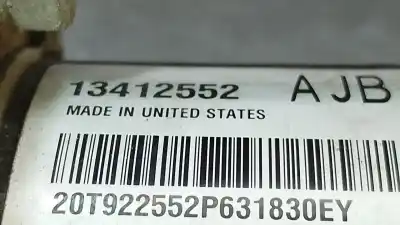 13412552 AJB
MADE IN UNITED STATES
20T922552P631830EY